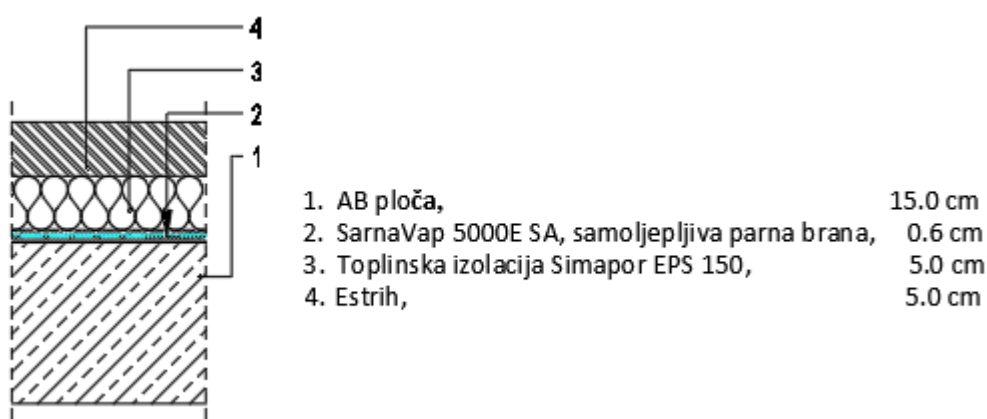 4
3
2
1
1. AB ploča, 15.0 cm
2. SarnaVap 5000E SA, samoljepljiva parna brana, 0.6 cm
3. Toplinska izolacija Simapor EPS 150, 5.0 cm
4. Estrih, 5.0 cm